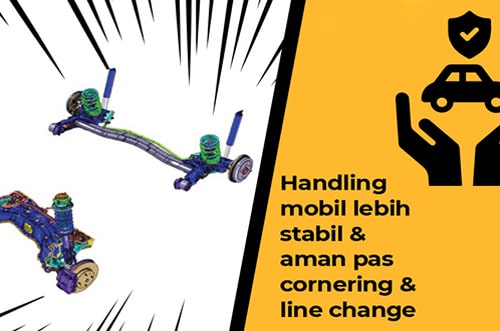 Handling
mobil lebih
stabil &
aman pas
cornering &
line change